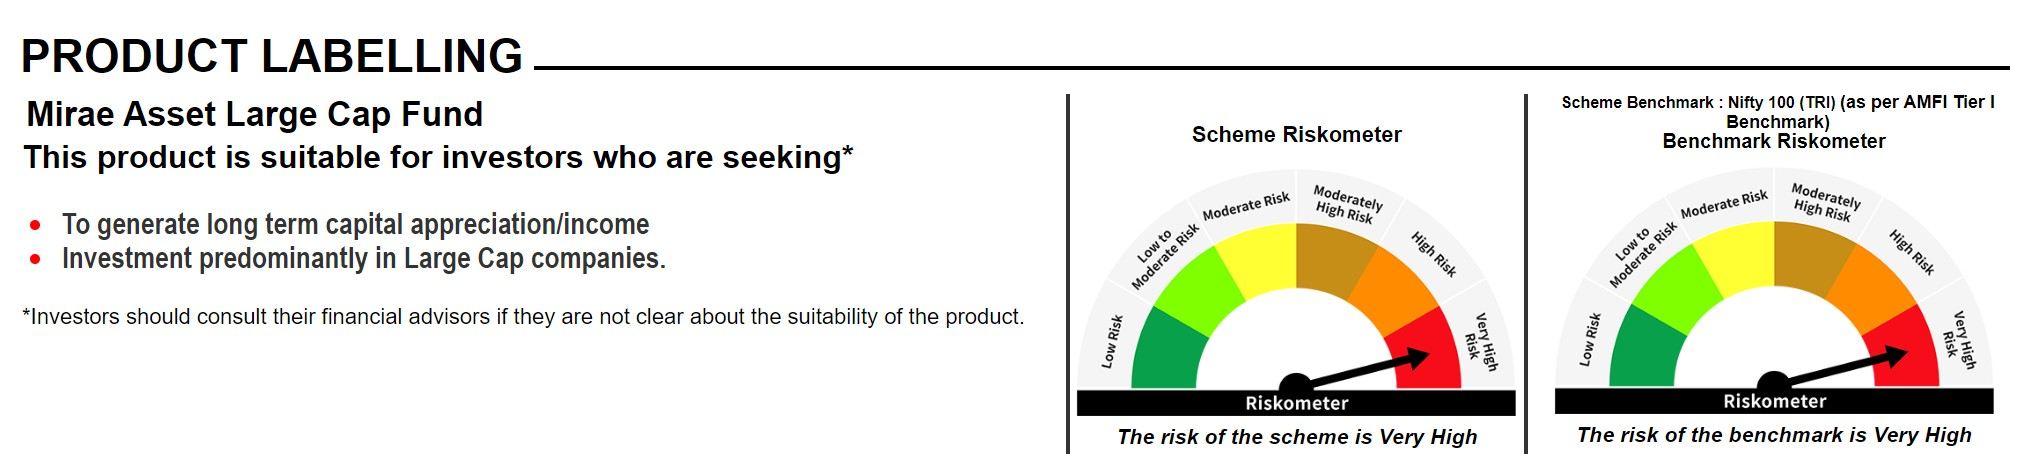 PRODUCT LABELLING
Mirae Asset Large Cap Fund
This product is suitable for investors who are seeking*
To generate long term capital appreciation/income
Investment predominantly in Large Cap companies.
*Investors should consult their financial advisors if they are not clear about the suitability of the product.
Scheme Riskometer
Low Risk
Low to
Moderate Risk
Moderate Risk
Moderately
High Risk
High Risk
Very High
Risk
Riskometer
The risk of the scheme is Very High
Scheme Benchmark : Nifty 100 (TRI) (as per AMFI Tier I
Benchmark)
Benchmark Riskometer
Low Risk
Low to
Moderate Risk
Moderate Risk
Moderately
High Risk
High Risk
Very High
Risk
Riskometer
The risk of the benchmark is Very High